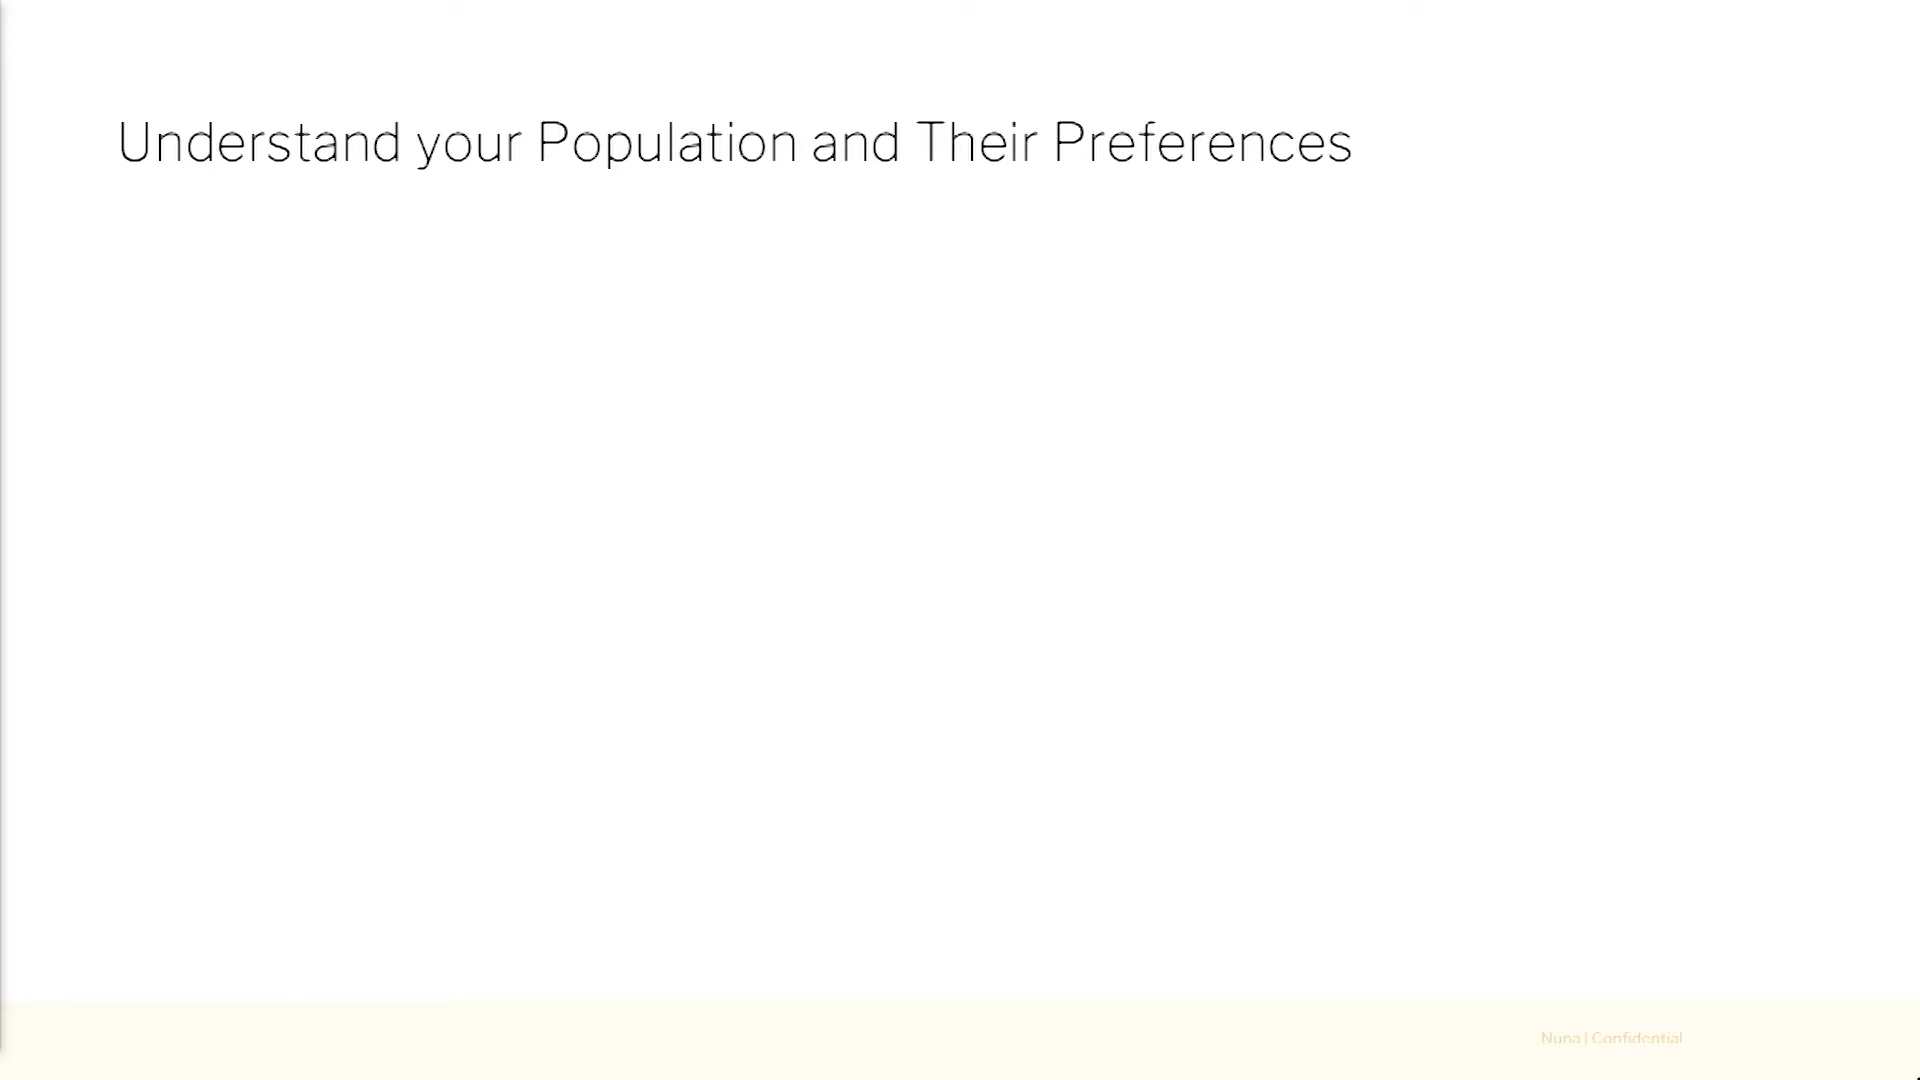 Understand your Population and Their Preferences
Nuna | Confidential